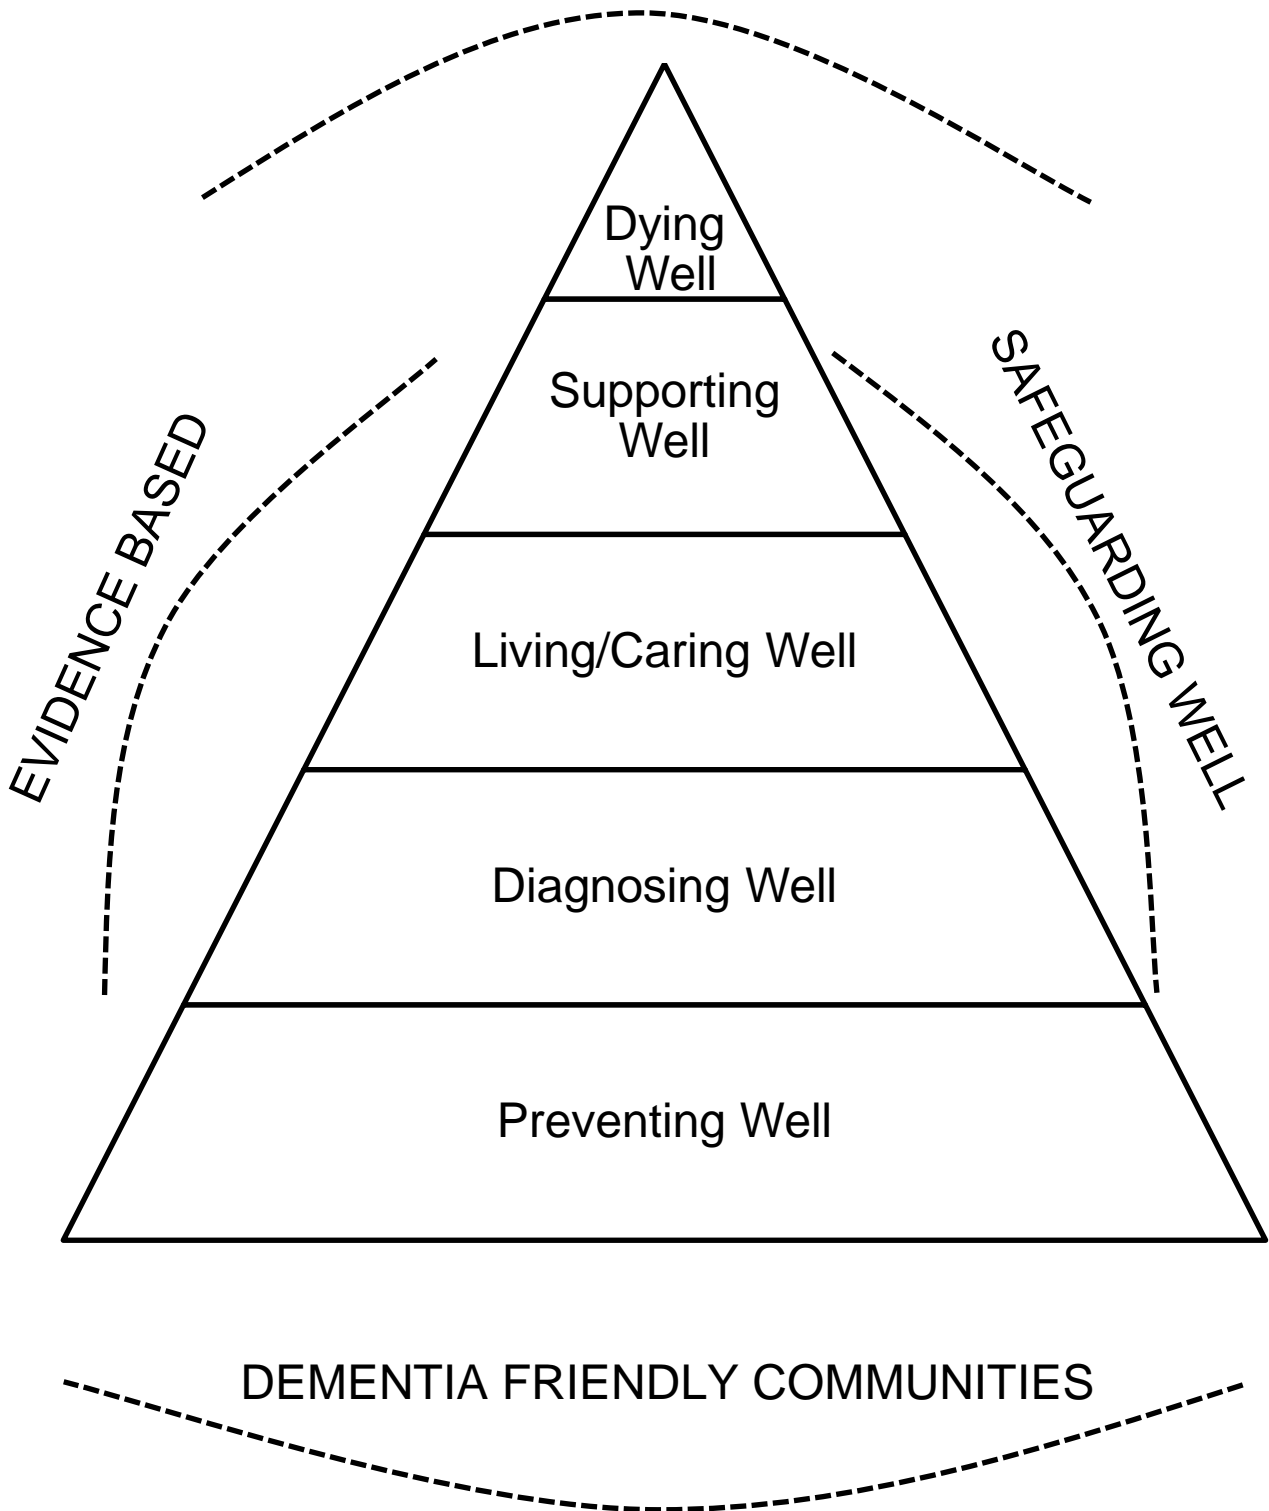 Dying
Well
Supporting
Well
EVIDENCE BASED
SAFEGUARDING WELL
Living/Caring Well
Diagnosing Well
Preventing Well
DEMENTIA FRIENDLY COMMUNITIES